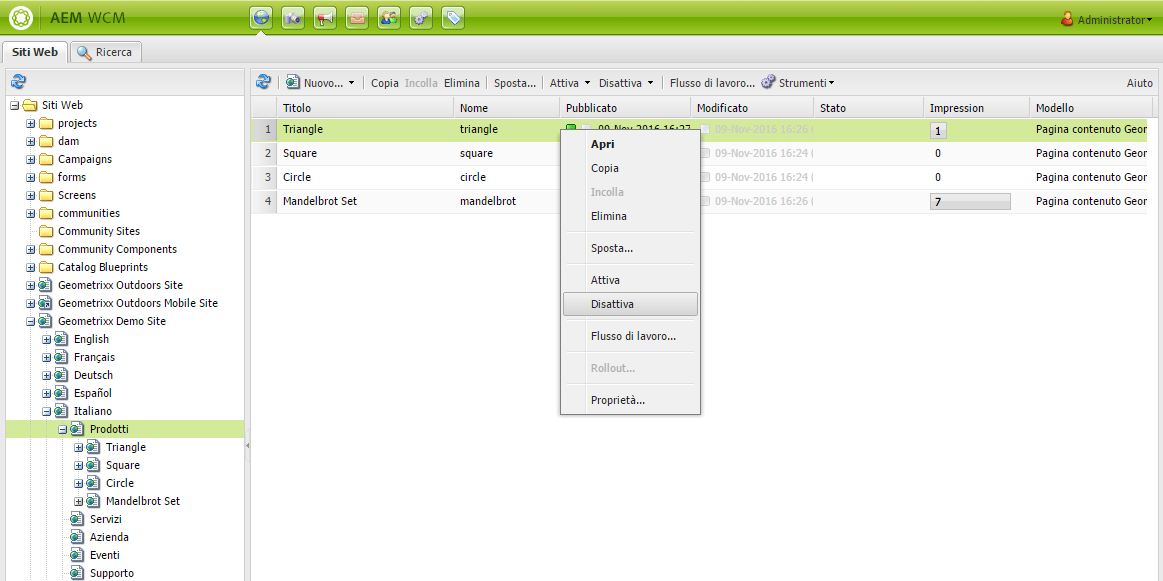 AEM WCM
Administrator
Siti Web Ricerca
Nuovo... Copia Incolla Elimina Sposta... Attiva Disattiva Flusso di lavoro... Strumenti Aiuto
Titolo Nome Pubblicato Modificato Stato Impression Modello
1 Triangle triangle 09-Nov-2016 16:27 09-Nov-2016 16:26 ( 1 Pagina contenuto Geor
2 Square square 09-Nov-2016 16:24 ( 0 Pagina contenuto Geor
3 Circle circle 09-Nov-2016 16:24 ( 0 Pagina contenuto Geor
4 Mandelbrot Set mandelbrot 09-Nov-2016 16:26 ( 7 Pagina contenuto Geor
Apri
Copia
Incolla
Elimina
Sposta...
Attiva
Disattiva
Flusso di lavoro...
Rollout...
Proprietà...
Siti Web
projects
dam
Campaigns
forms
Screens
communities
Community Sites
Community Components
Catalog Blueprints
Geometrixx Outdoors Site
Geometrixx Outdoors Mobile Site
Geometrixx Demo Site
English
Français
Deutsch
Español
Italiano
Prodotti
Triangle
Square
Circle
Mandelbrot Set
Servizi
Azienda
Eventi
Supporto